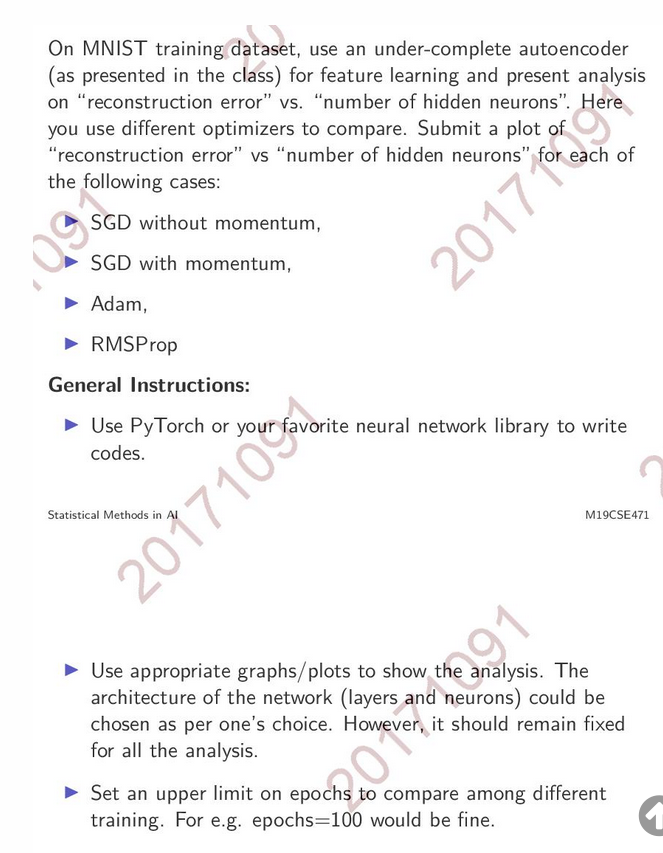 On MNIST training dataset, use an under-complete autoencoder
(as presented in the class) for feature learning and present analysis
on “reconstruction error” vs. “number of hidden neurons”. Here
you use different optimizers to compare. Submit a plot of
“reconstruction error” vs “number of hidden neurons” for each of
the following cases:
SGD without momentum,
SGD with momentum,
Adam,
RMSProp
General Instructions:
Use PyTorch or your favorite neural network library to write
codes.
Statistical Methods in AI
M19CSE471
Use appropriate graphs/plots to show the analysis. The
architecture of the network (layers and neurons) could be
chosen as per one’s choice. However, it should remain fixed
for all the analysis.
Set an upper limit on epochs to compare among different
training. For e.g. epochs=100 would be fine.
20
20171091
091
20171091
2
20171091